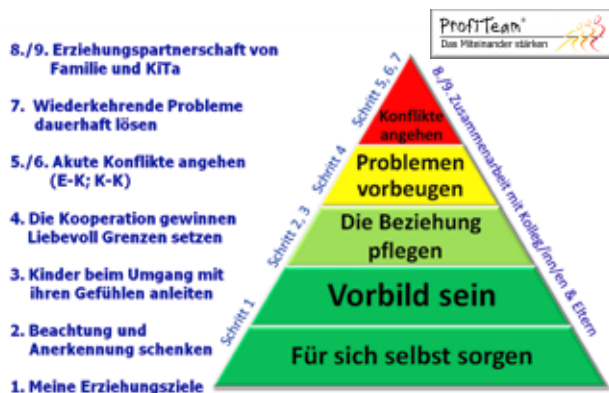 ProfiTeam®
Das Miteinander stärken
8./9. Erziehungspartnerschaft von
Familie und KiTa
7. Wiederkehrende Probleme
dauerhaft lösen
5./6. Akute Konflikte angehen
(E-K; K-K)
4. Die Kooperation gewinnen
Liebevoll Grenzen setzen
3. Kinder beim Umgang mit
ihren Gefühlen anleiten
2. Beachtung und
Anerkennung schenken
1. Meine Erziehungsziele
Schritt 5, 6, 7
Schritt 4
Schritt 2, 3
Schritt 1
Konflikte
angehen
Problemen
vorbeugen
Die Beziehung
pflegen
Vorbild sein
Für sich selbst sorgen
8./9. Zusammenarbeit mit Kolleg/inn/en & Eltern